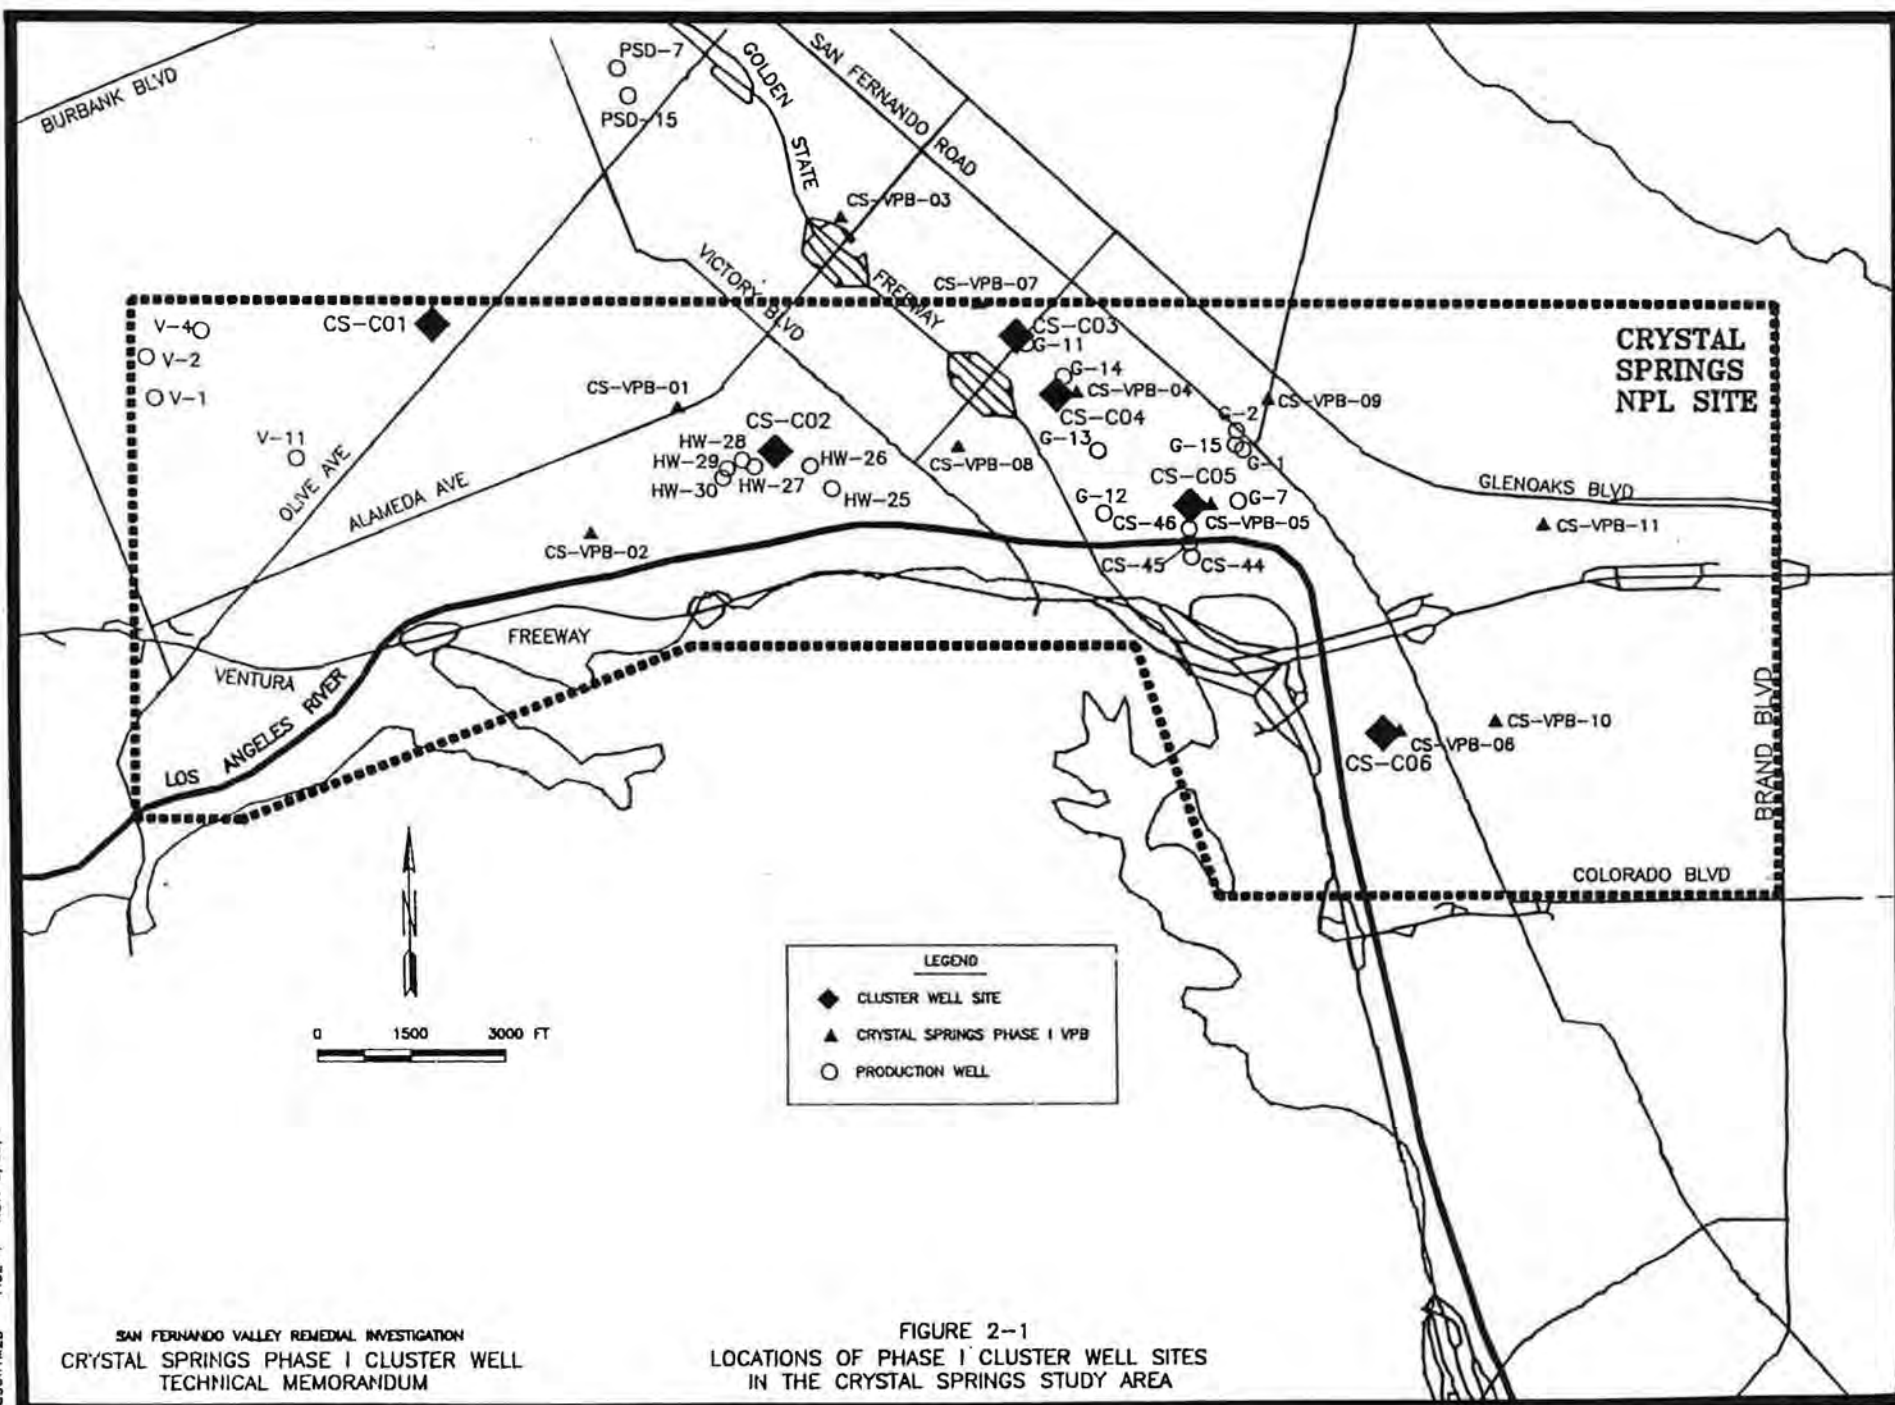 PSD-7
PSD-15
BURBANK BLVD
GOLDEN
STATE
FREEWAY
SAN FERNANDO ROAD
CS-VPB-03
VICTORY BLVD
CS-VPB-07
V-4
V-2
V-1
CS-C01
CS-C03
G-11
G-14
CS-VPB-04
CS-C04
CRYSTAL
SPRINGS
NPL SITE
CS-VPB-01
CS-C02
CS-VPB-09
G-2
G-13
G-15
G-1
V-11
OLIVE AVE
ALAMEDA AVE
HW-28
HW-29
HW-30
HW-27
HW-26
HW-25
CS-VPB-08
CS-C05
G-12
G-7
CS-46
CS-VPB-05
CS-45
CS-44
GLENOAKS BLVD
CS-VPB-11
CS-VPB-02
FREEWAY
VENTURA
LOS ANGELES RIVER
CS-VPB-10
CS-VPB-06
CS-C06
BRAND BLVD
COLORADO BLVD
N
0 1500 3000 FT
LEGEND
CLUSTER WELL SITE
CRYSTAL SPRINGS PHASE I VPB
PRODUCTION WELL
SAN FERNANDO VALLEY REMEDIAL INVESTIGATION
CRYSTAL SPRINGS PHASE I CLUSTER WELL
TECHNICAL MEMORANDUM
FIGURE 2-1
LOCATIONS OF PHASE I CLUSTER WELL SITES
IN THE CRYSTAL SPRINGS STUDY AREA